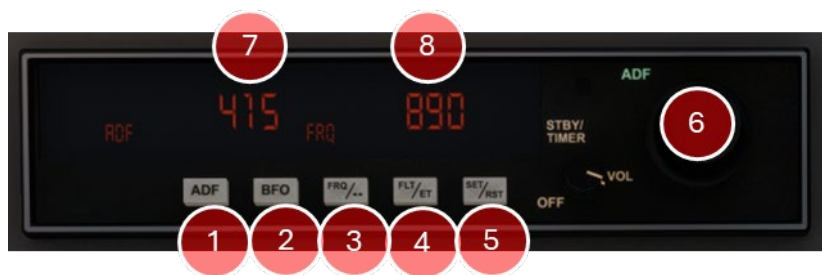 7 8
ADF
ADF 415 FRQ 890 6
STBY/
TIMER
VOL
ADF BFO FRQ/↔ FLT/ET SET/RST
OFF
1 2 3 4 5